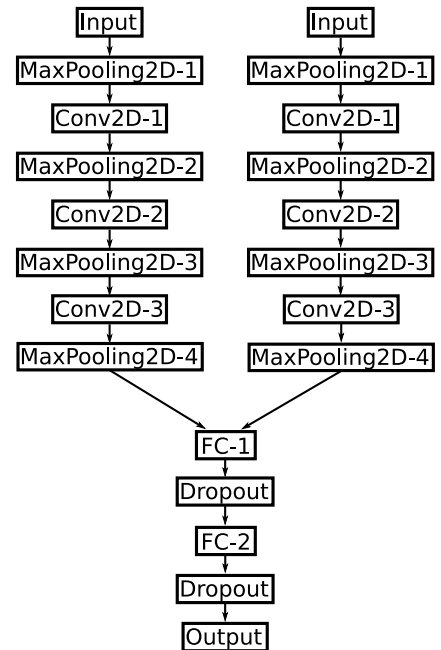 Input
MaxPooling2D-1
Conv2D-1
MaxPooling2D-2
Conv2D-2
MaxPooling2D-3
Conv2D-3
MaxPooling2D-4
Input
MaxPooling2D-1
Conv2D-1
MaxPooling2D-2
Conv2D-2
MaxPooling2D-3
Conv2D-3
MaxPooling2D-4
FC-1
Dropout
FC-2
Dropout
Output